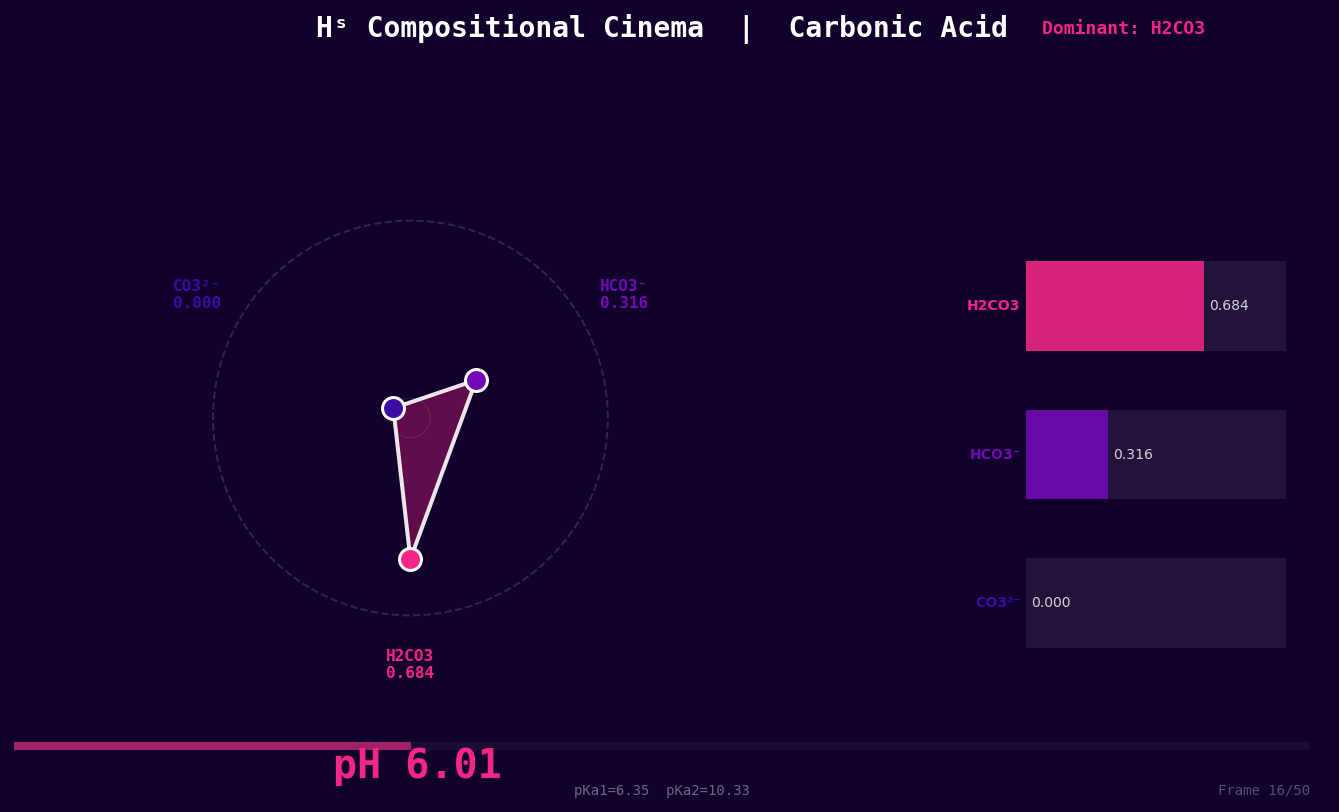 Hˢ Compositional Cinema | Carbonic Acid
Dominant: H2CO3
CO3²⁻
0.000
HCO3⁻
0.316
H2CO3
0.684
H2CO3
0.684
HCO3⁻
0.316
CO3²⁻
0.000
pH 6.01
pKa1=6.35 pKa2=10.33
Frame 16/50